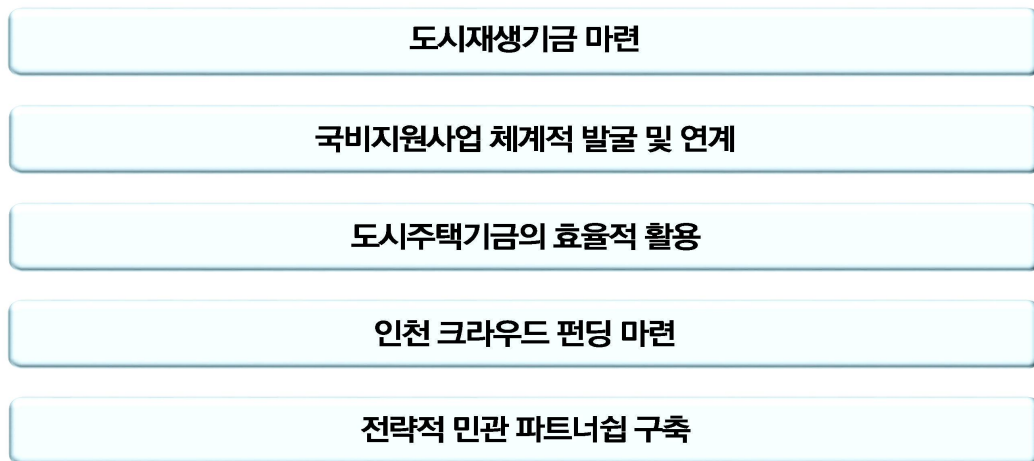 도시재생기금 마련
국비지원사업 체계적 발굴 및 연계
도시주택기금의 효율적 활용
인천 크라우드 펀딩 마련
전략적 민관 파트너쉽 구축